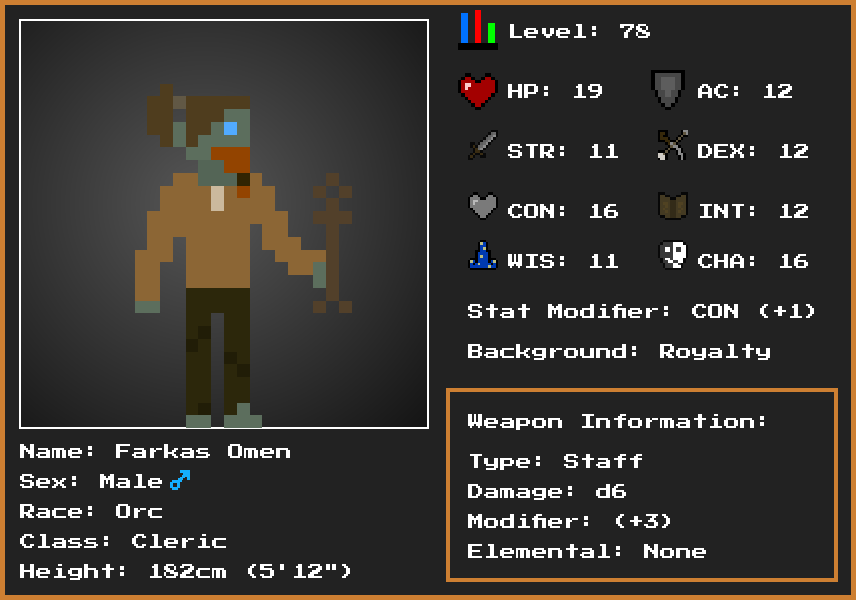 Level: 78
HP: 19
AC: 12
STR: 11
DEX: 12
CON: 16
INT: 12
WIS: 11
CHA: 16
Stat Modifier: CON (+1)
Background: Royalty
Weapon Information:
Type: Staff
Damage: d6
Modifier: (+3)
Elemental: None
Name: Farkas Omen
Sex: Male♂
Race: Orc
Class: Cleric
Height: 182cm (5'12")